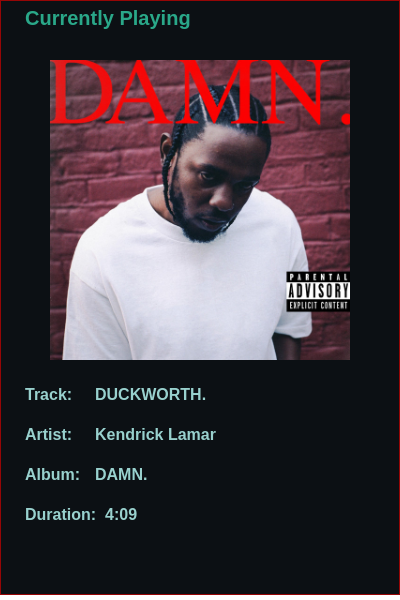 Currently Playing
DAMN.
PARENTAL
ADVISORY
EXPLICIT CONTENT
Track: DUCKWORTH.
Artist: Kendrick Lamar
Album: DAMN.
Duration: 4:09